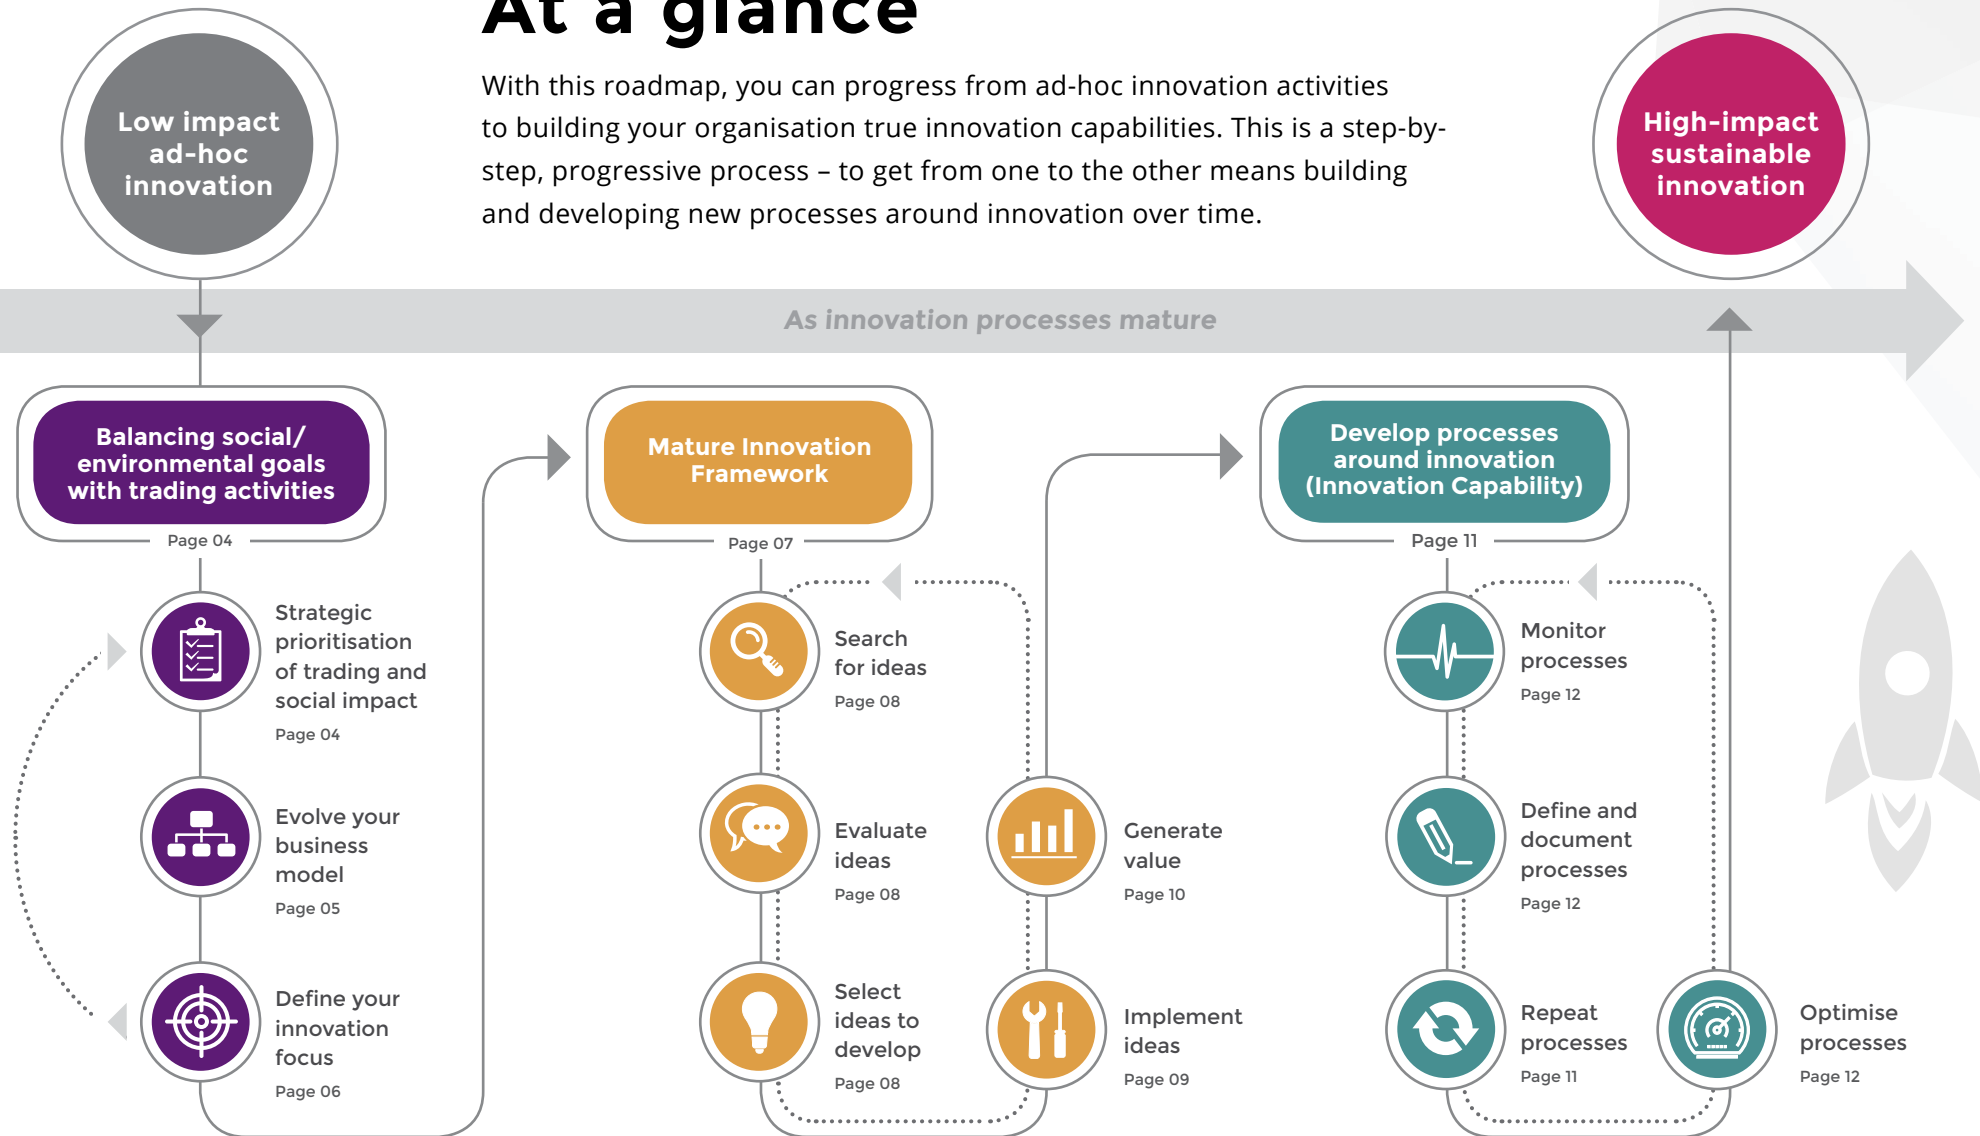 At a glance
With this roadmap, you can progress from ad-hoc innovation activities
to building your organisation true innovation capabilities. This is a step-by-
step, progressive process – to get from one to the other means building
and developing new processes around innovation over time.
Low impact
ad-hoc
innovation
High-impact
sustainable
innovation
As innovation processes mature
Balancing social/
environmental goals
with trading activities
Page 04
Strategic
prioritisation
of trading and
social impact
Page 04
Evolve your
business
model
Page 05
Define your
innovation
focus
Page 06
Mature Innovation
Framework
Page 07
Search
for ideas
Page 08
Evaluate
ideas
Page 08
Select
ideas to
develop
Page 08
Implement
ideas
Page 09
Generate
value
Page 10
Develop processes
around innovation
(Innovation Capability)
Page 11
Monitor
processes
Page 12
Define and
document
processes
Page 12
Repeat
processes
Page 11
Optimise
processes
Page 12